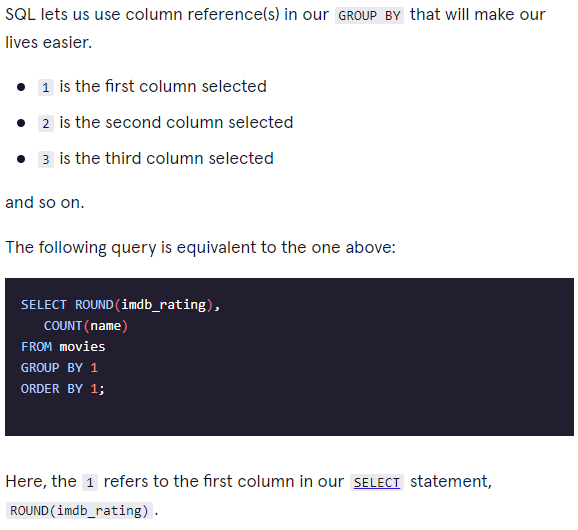 SQL lets us use column reference(s) in our GROUP BY that will make our
lives easier.
1 is the first column selected
2 is the second column selected
3 is the third column selected
and so on.
The following query is equivalent to the one above:
SELECT ROUND(imdb_rating),
   COUNT(name)
FROM movies
GROUP BY 1
ORDER BY 1;
Here, the 1 refers to the first column in our SELECT statement,
ROUND(imdb_rating) .